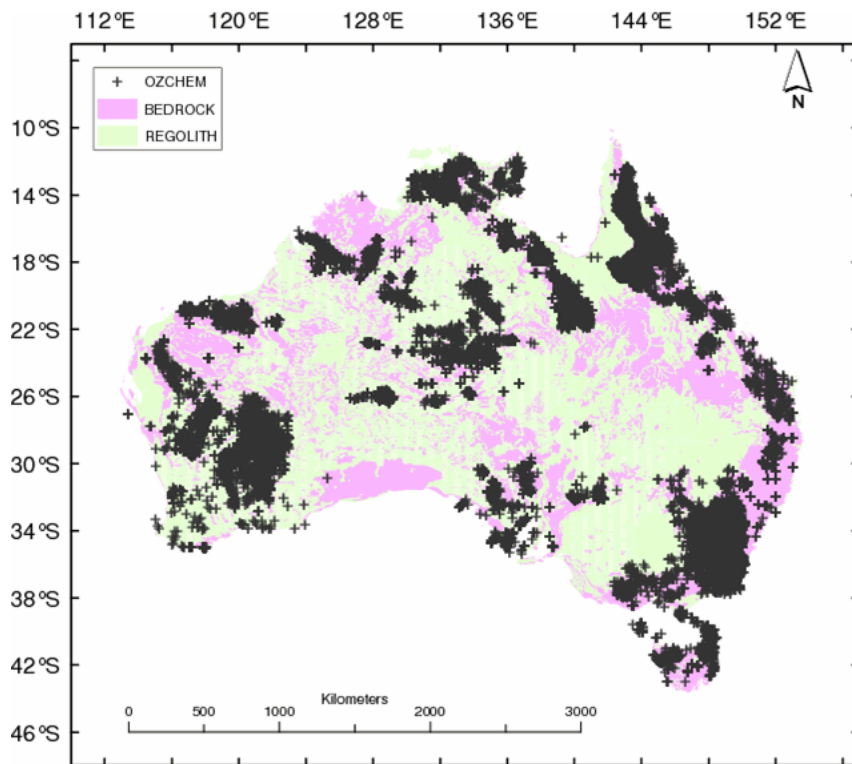 112ºE 120ºE 128ºE 136ºE 144ºE 152ºE
+ OZCHEM
BEDROCK
REGOLITH
N
10ºS
14ºS
18ºS
22ºS
26ºS
30ºS
34ºS
38ºS
42ºS
46ºS
Kilometers
0 500 1000 2000 3000